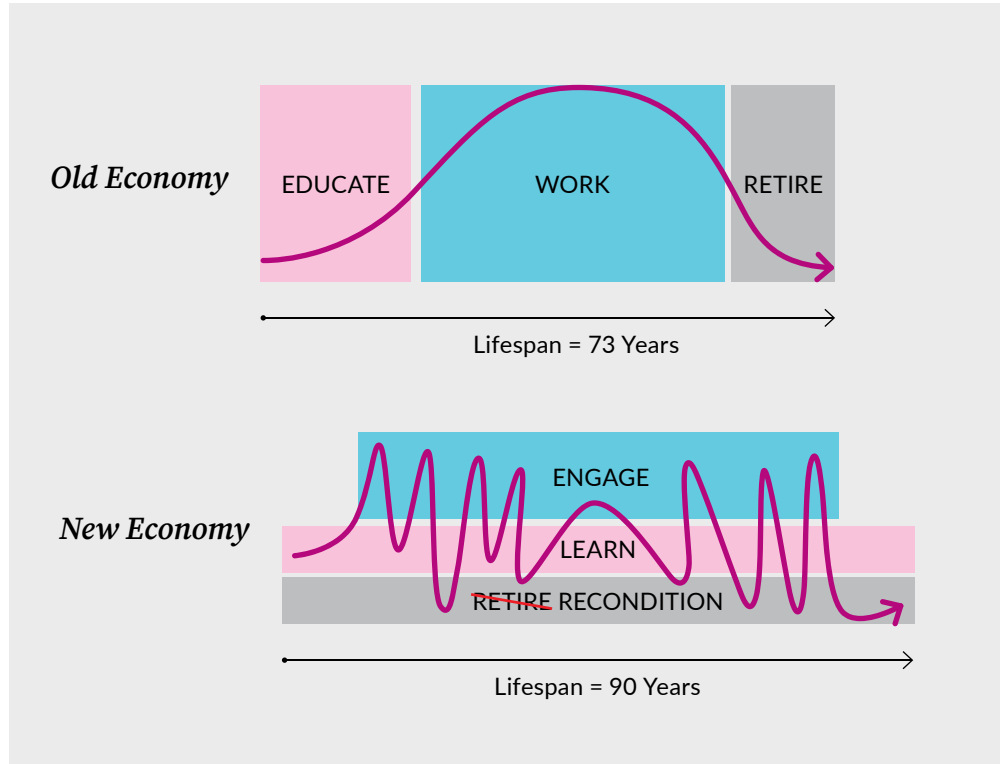 Old Economy
EDUCATE
WORK
RETIRE
Lifespan = 73 Years
New Economy
ENGAGE
LEARN
RETIRE RECONDITION
Lifespan = 90 Years